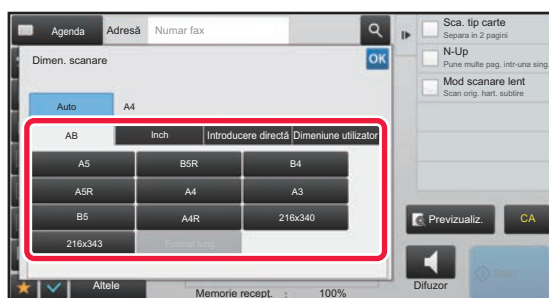 Agenda
Adresă
Numar fax
Dimen. scanare
OK
Auto
A4
AB
Inch
Introducere directă
Dimeniune utilizator
A5
B5R
B4
A5R
A4
A3
B5
A4R
216x340
216x343
Format lung
Altele
Memorie recepţ. : 100%
Sca. tip carte
Separa in 2 pagini
N-Up
Pune multe pag. intr-una sing.
Mod scanare lent
Scan orig. hart. subtire
Previzualiz.
CA
Difuzor
Start